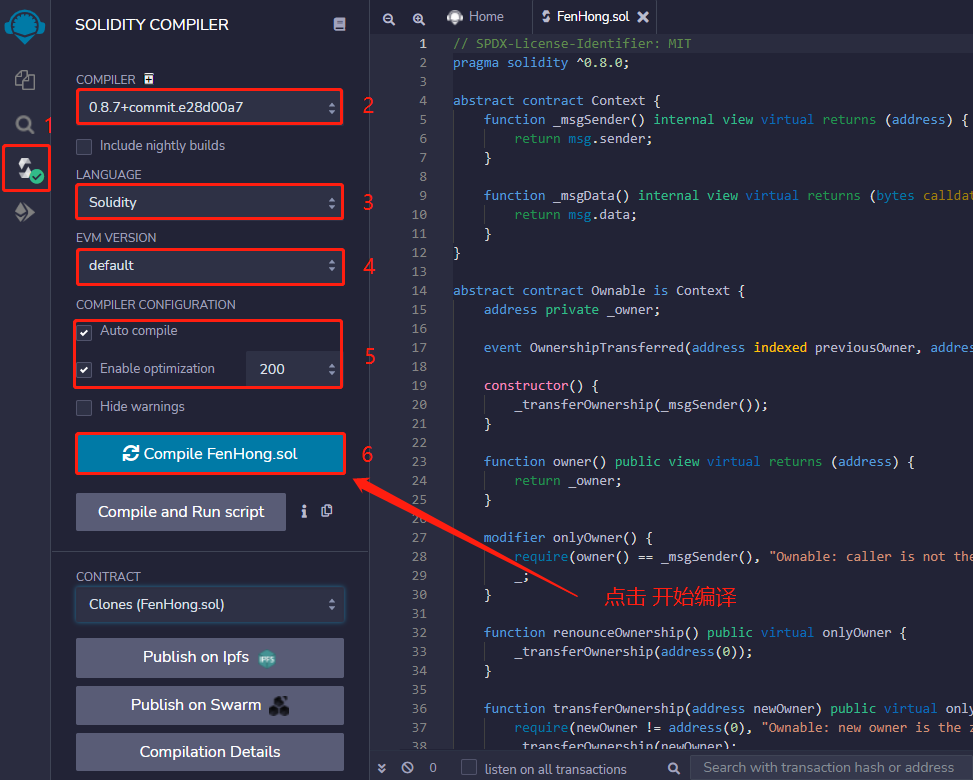 SOLIDITY COMPILER
COMPILER
0.8.7+commit.e28d00a7
2
Include nightly builds
1
LANGUAGE
Solidity
3
EVM VERSION
default
4
COMPILER CONFIGURATION
Auto compile
Enable optimization
200
5
Hide warnings
Compile FenHong.sol
6
Compile and Run script
CONTRACT
Clones (FenHong.sol)
Publish on Ipfs
IPFS
Publish on Swarm
Compilation Details
Home
FenHong.sol
1 // SPDX-License-Identifier: MIT
2 pragma solidity ^0.8.0;
3
4 abstract contract Context {
5 function _msgSender() internal view virtual returns (address) {
6 return msg.sender;
7 }
8
9 function _msgData() internal view virtual returns (bytes calldat
10 return msg.data;
11 }
12 }
13
14 abstract contract Ownable is Context {
15 address private _owner;
16
17 event OwnershipTransferred(address indexed previousOwner, addres
18
19 constructor() {
20 _transferOwnership(_msgSender());
21 }
22
23 function owner() public view virtual returns (address) {
24 return _owner;
25 }
26
27 modifier onlyOwner() {
28 require(owner() == _msgSender(), "Ownable: caller is not the
29 _;
30 }
31
32 function renounceOwnership() public virtual onlyOwner {
33 _transferOwnership(address(0));
34 }
35
36 function transferOwnership(address newOwner) public virtual only
37 require(newOwner != address(0), "Ownable: new owner is the z
38 _transferOwnership(newOwner);
点击 开始编译
0
listen on all transactions
Search with transaction hash or address